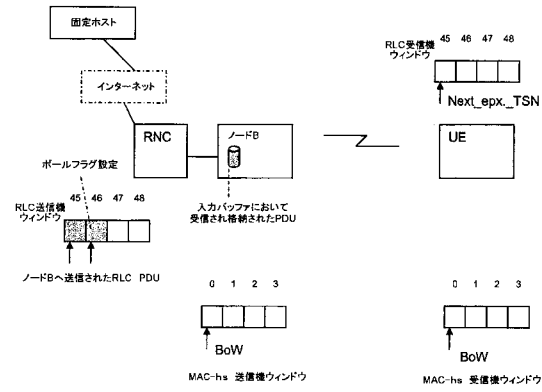 固定ホスト
インターネット
RNC
ノードB
入力バッファにおいて
受信され格納されたPDU
RLC受信機
ウィンドウ
45 46 47 48
Next_epx._TSN
UE
ポールフラグ設定
RLC送信機
ウィンドウ
45 46 47 48
ノードBへ送信されたRLC PDU
0 1 2 3
BoW
MAC-hs 送信機ウィンドウ
0 1 2 3
BoW
MAC-hs 受信機ウィンドウ